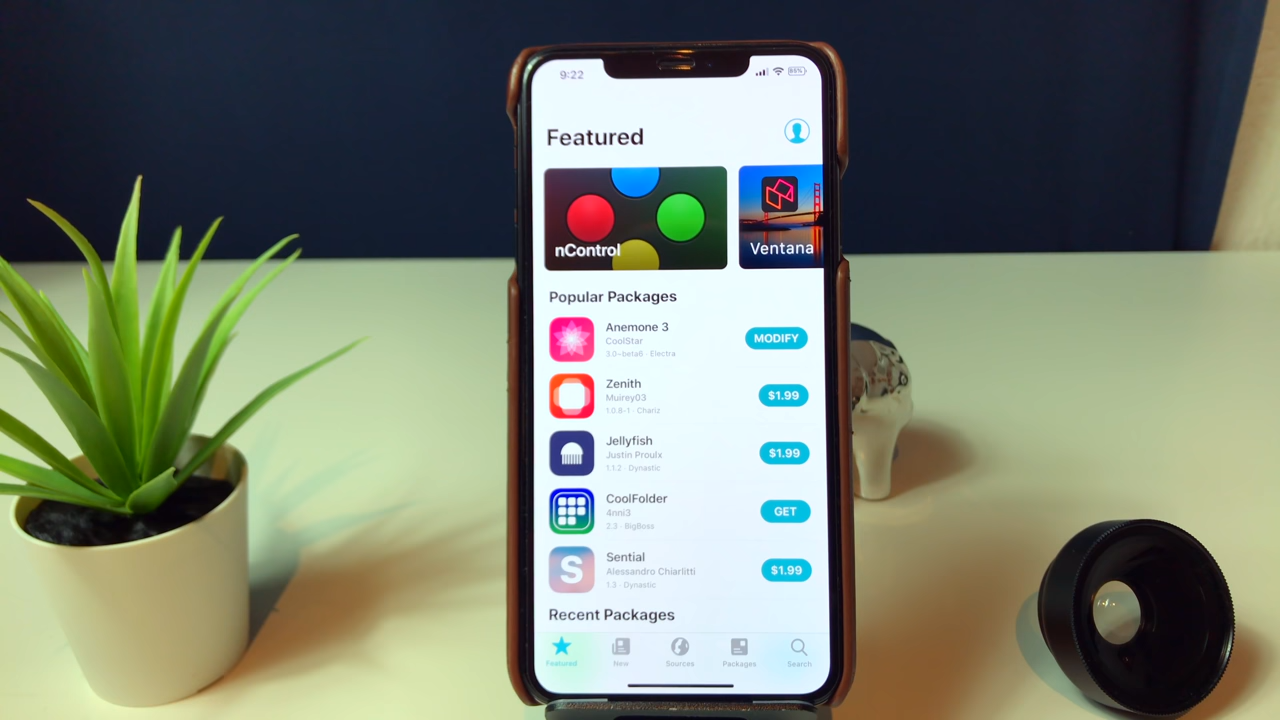 9:22
85%
Featured
nControl
Ventana
Popular Packages
Anemone 3
CoolStar
3.0~beta6 · Electra
MODIFY
Zenith
Muirey03
1.0.8-1 · Chariz
$1.99
Jellyfish
Justin Proulx
1.1.2 · Dynastic
$1.99
CoolFolder
4nni3
2.3 · BigBoss
GET
S
Sential
Alessandro Chiarlitti
1.3 · Dynastic
$1.99
Recent Packages
Featured
New
Sources
Packages
Search